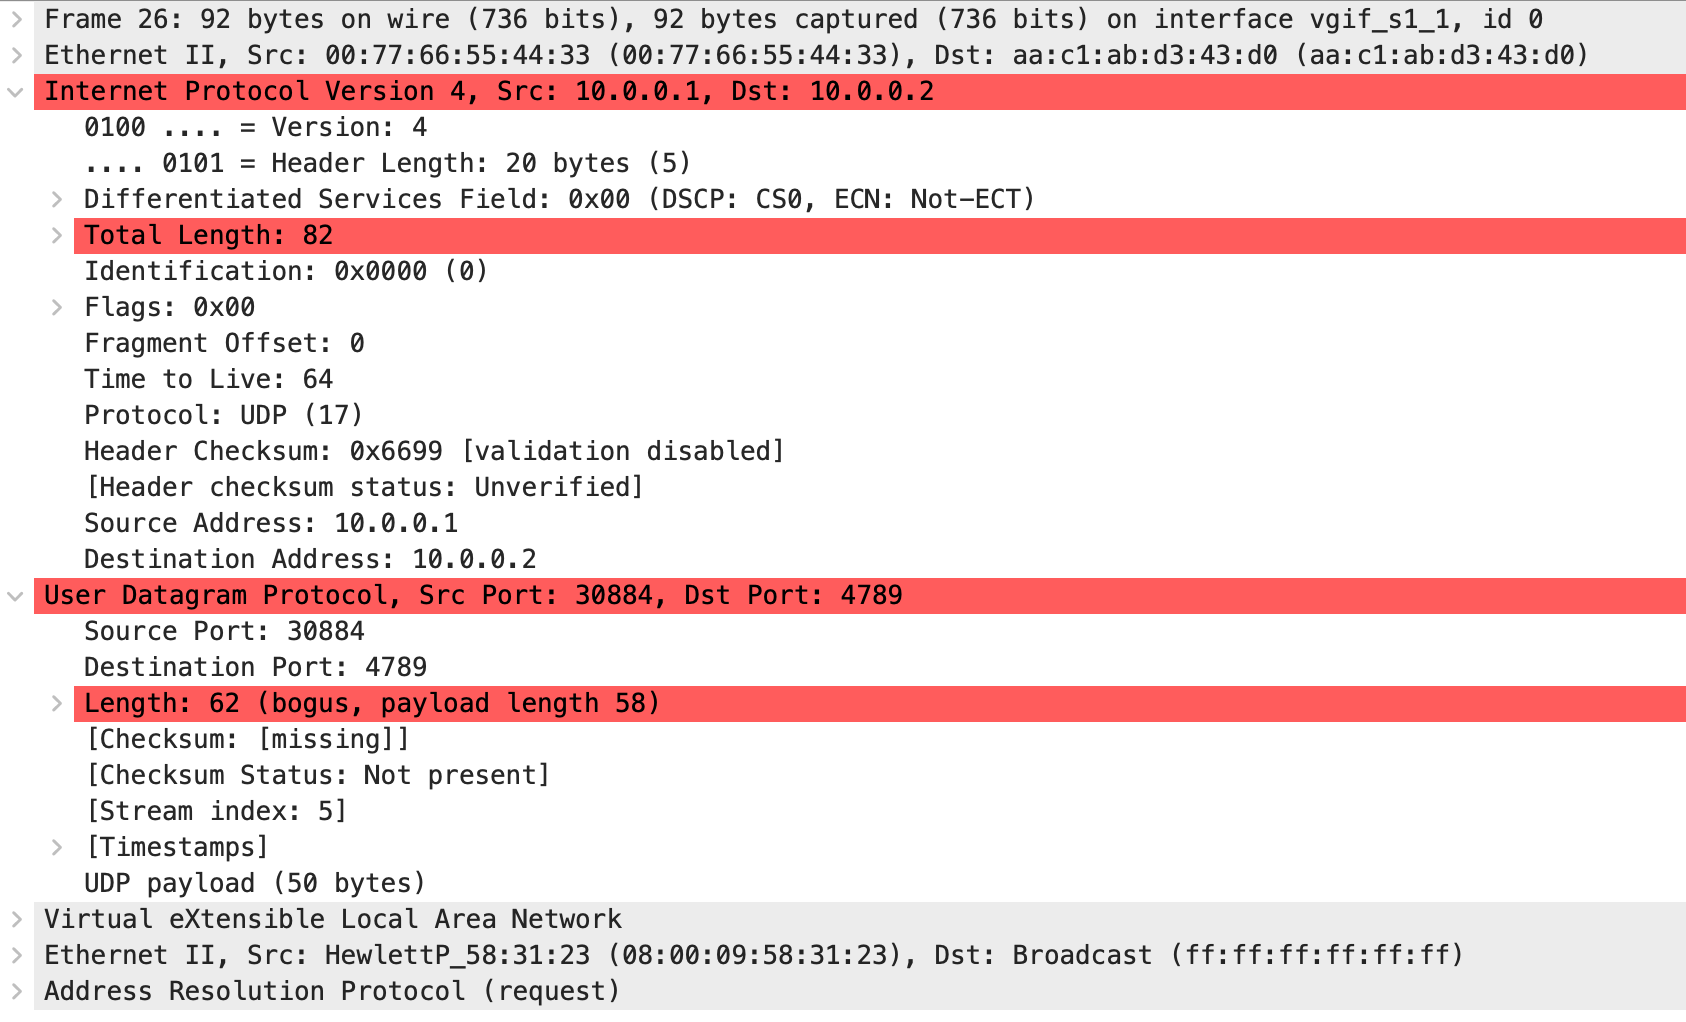 Frame 26: 92 bytes on wire (736 bits), 92 bytes captured (736 bits) on interface vgif_s1_1, id 0
Ethernet II, Src: 00:77:66:55:44:33 (00:77:66:55:44:33), Dst: aa:c1:ab:d3:43:d0 (aa:c1:ab:d3:43:d0)
Internet Protocol Version 4, Src: 10.0.0.1, Dst: 10.0.0.2
0100 .... = Version: 4
.... 0101 = Header Length: 20 bytes (5)
Differentiated Services Field: 0x00 (DSCP: CS0, ECN: Not-ECT)
Total Length: 82
Identification: 0x0000 (0)
Flags: 0x00
Fragment Offset: 0
Time to Live: 64
Protocol: UDP (17)
Header Checksum: 0x6699 [validation disabled]
[Header checksum status: Unverified]
Source Address: 10.0.0.1
Destination Address: 10.0.0.2
User Datagram Protocol, Src Port: 30884, Dst Port: 4789
Source Port: 30884
Destination Port: 4789
Length: 62 (bogus, payload length 58)
[Checksum: [missing]]
[Checksum Status: Not present]
[Stream index: 5]
[Timestamps]
UDP payload (50 bytes)
Virtual eXtensible Local Area Network
Ethernet II, Src: HewlettP_58:31:23 (08:00:09:58:31:23), Dst: Broadcast (ff:ff:ff:ff:ff:ff)
Address Resolution Protocol (request)